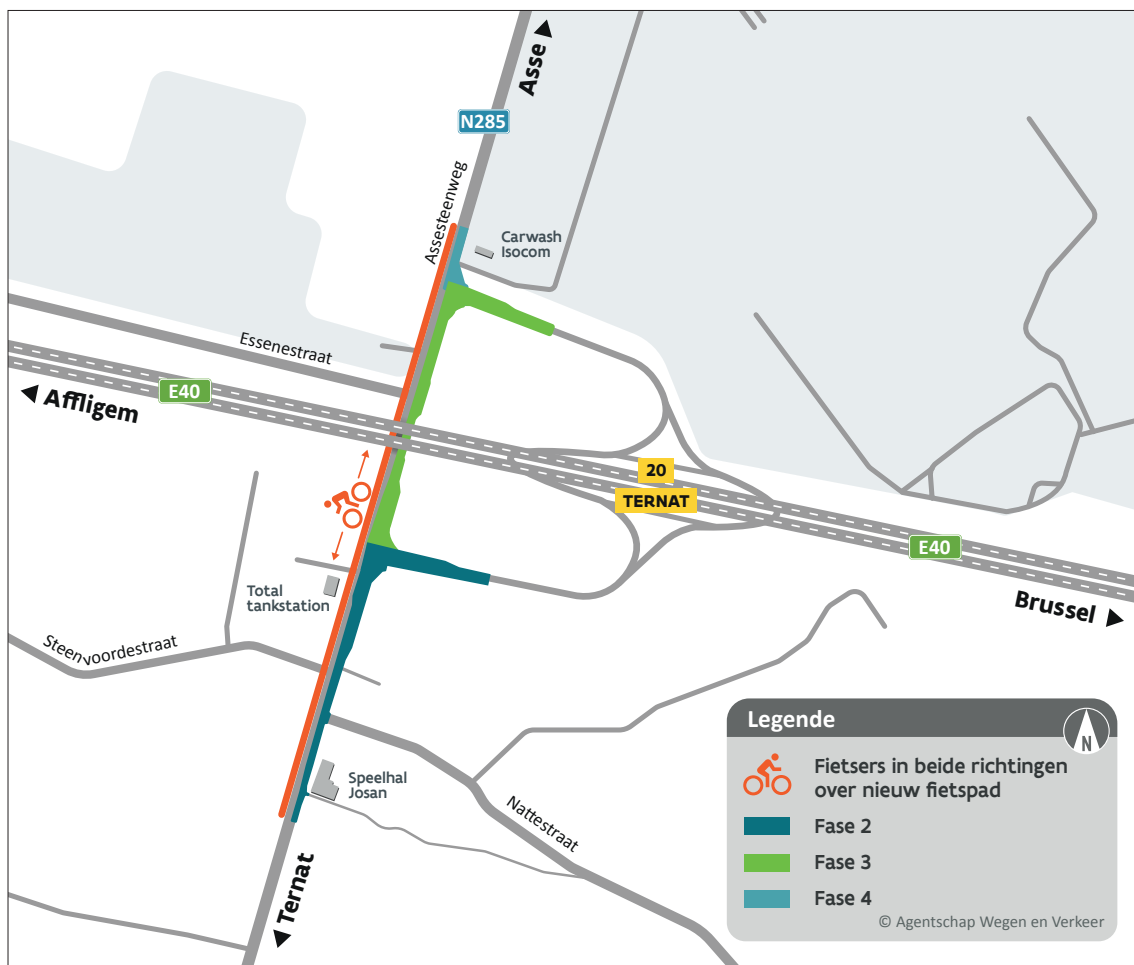 Asse
N285
Assesteenweg
Carwash
Isocom
Essenestraat
E40
Affligem
20
TERNAT
E40
Brussel
Total
tankstation
Steenvoordestraat
Speelhal
Josan
Nattestraat
Ternat
Legende
N
Fietsers in beide richtingen
over nieuw fietspad
Fase 2
Fase 3
Fase 4
© Agentschap Wegen en Verkeer